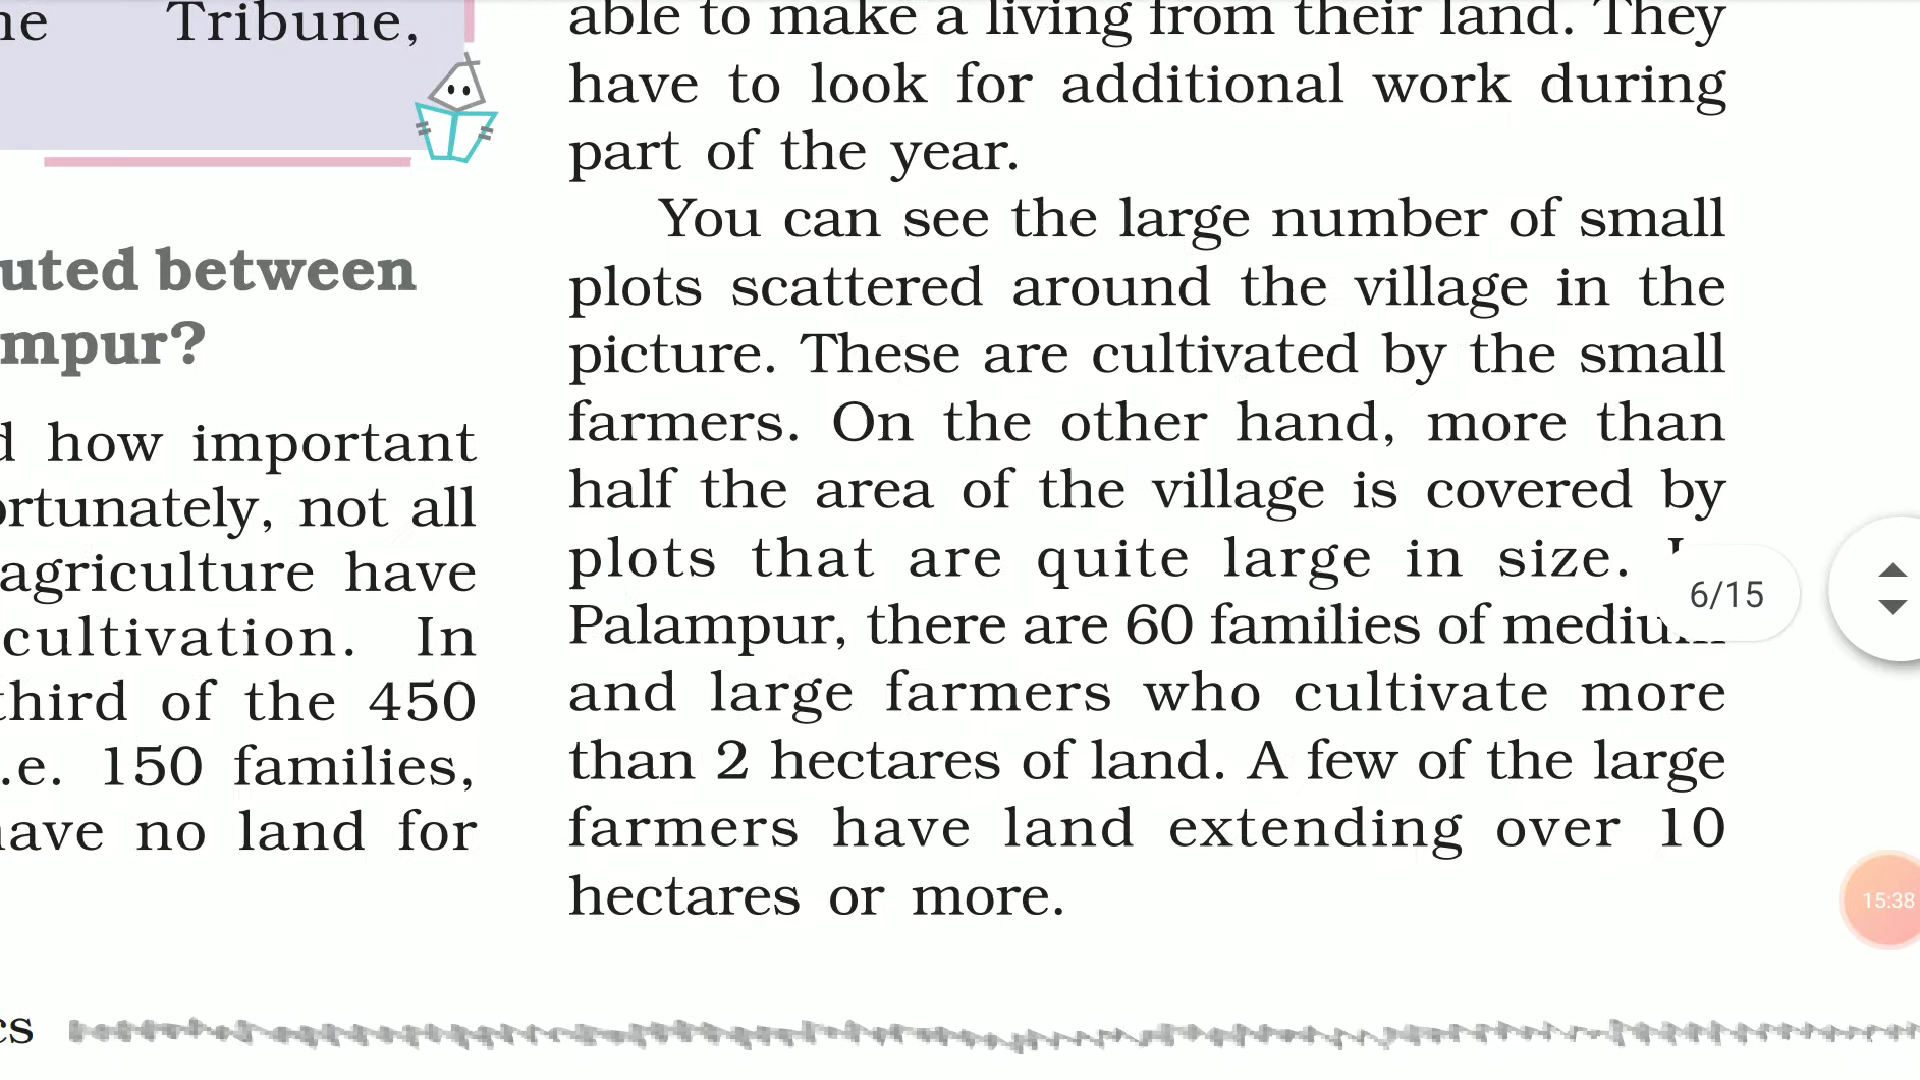 Tribune,
uted between
mpur?
how important
not all
agriculture have
cultivation. In
third of the 450
.e. 150 families,
have no land for
able to make a living from their land. They
have to look for additional work during
part of the year.
You can see the large number of small
plots scattered around the village in the
picture. These are cultivated by the small
farmers. On the other hand, more than
half the area of the village is covered by
plots that are quite large in size.
Palampur, there are 60 families of medium
and large farmers who cultivate more
than 2 hectares of land. A few of the large
farmers have land extending over 10
hectares or more.
6/15
15:38